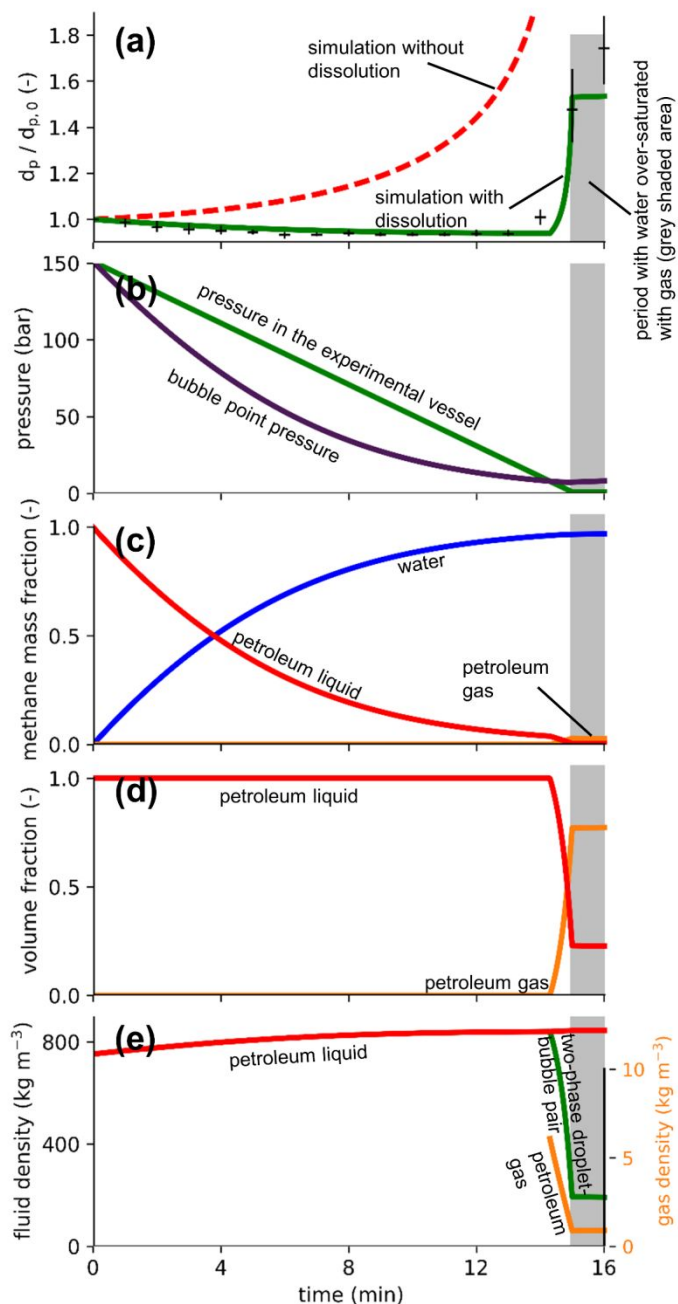 (a)
1.8
1.6
1.4
1.2
1.0
d_p / d_p,0 (-)
simulation without
dissolution
simulation with
dissolution
period with water over-saturated
with gas (grey shaded area)
(b)
150
100
50
0
pressure (bar)
pressure in the experimental vessel
bubble point pressure
(c)
1.0
0.5
0.0
methane mass fraction (-)
water
petroleum liquid
petroleum
gas
(d)
1.0
0.5
0.0
volume fraction (-)
petroleum liquid
petroleum gas
(e)
800
400
0
fluid density (kg m⁻³)
petroleum liquid
two-phase droplet-
bubble pair
petroleum
gas
10
5
0
gas density (kg m⁻³)
0
4
8
12
16
time (min)